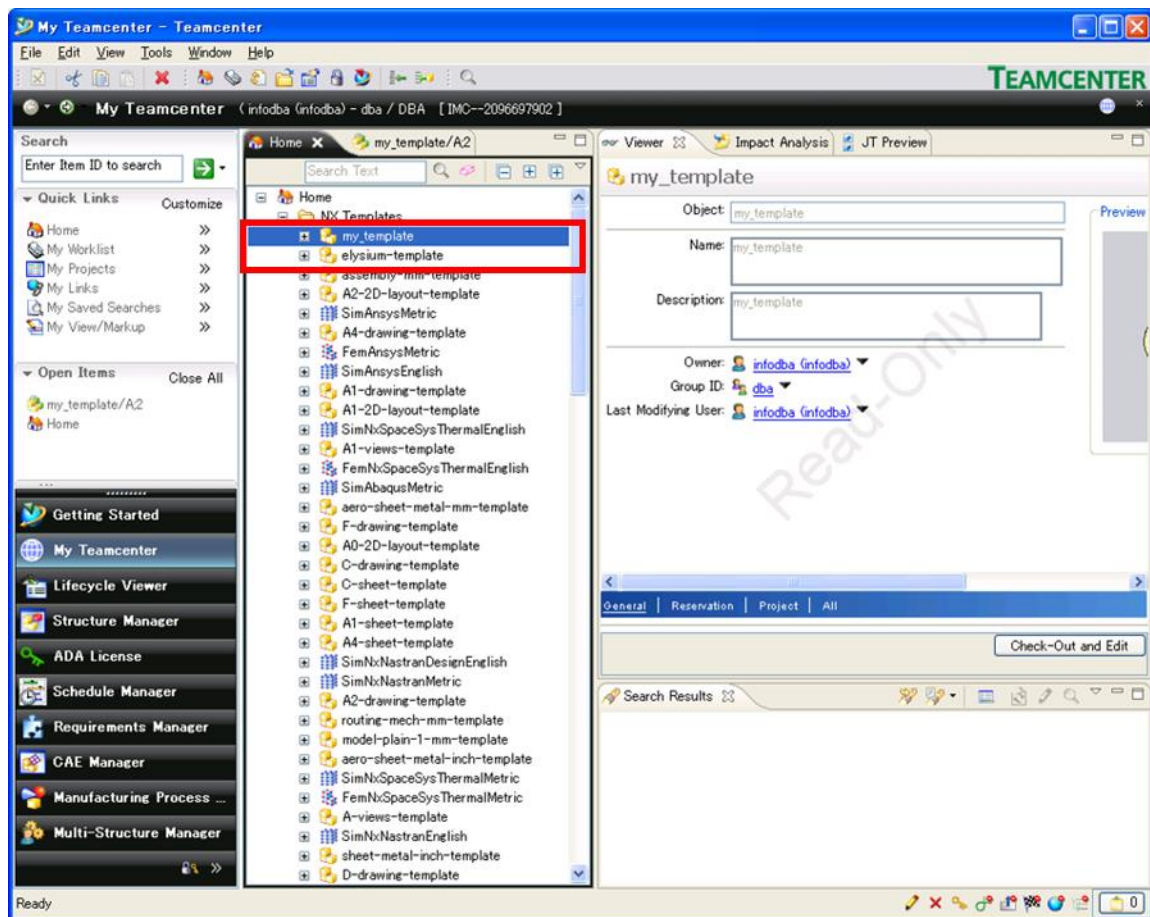 My Teamcenter - Teamcenter
File Edit View Tools Window Help
TEAMCENTER
My Teamcenter ( infodba (infodba) - dba / DBA [ IMC--2096697902 ]
Search
Enter Item ID to search
Quick Links Customize
Home
My Worklist
My Projects
My Links
My Saved Searches
My View/Markup
Open Items Close All
my_template/A;2
Home
Getting Started
My Teamcenter
Lifecycle Viewer
Structure Manager
ADA License
Schedule Manager
Requirements Manager
CAE Manager
Manufacturing Process ...
Multi-Structure Manager
Home my_template/A;2
Search Text
Home
NX Templates
my_template
elysium-template
assembly-mm-template
A2-2D-layout-template
SimAnsysMetric
A4-drawing-template
FemAnsysMetric
SimAnsysEnglish
A1-drawing-template
A1-2D-layout-template
SimNxSpaceSysThermalEnglish
A1-views-template
FemNxSpaceSysThermalEnglish
SimAbaqusMetric
aero-sheet-metal-mm-template
F-drawing-template
A0-2D-layout-template
C-drawing-template
C-sheet-template
F-sheet-template
A1-sheet-template
A4-sheet-template
SimNxNastranDesignEnglish
SimNxNastranMetric
A2-drawing-template
routing-mech-mm-template
model-plain-1-mm-template
aero-sheet-metal-inch-template
SimNxSpaceSysThermalMetric
FemNxSpaceSysThermalMetric
A-views-template
SimNxNastranEnglish
sheet-metal-inch-template
D-drawing-template
Viewer Impact Analysis JT Preview
my_template
Object: my_template
Preview
Name: my_template
Description: my_template
Owner: infodba (infodba)
Group ID: dba
Last Modifying User: infodba (infodba)
Read-Only
General | Reservation | Project | All
Check-Out and Edit
Search Results
Ready
0